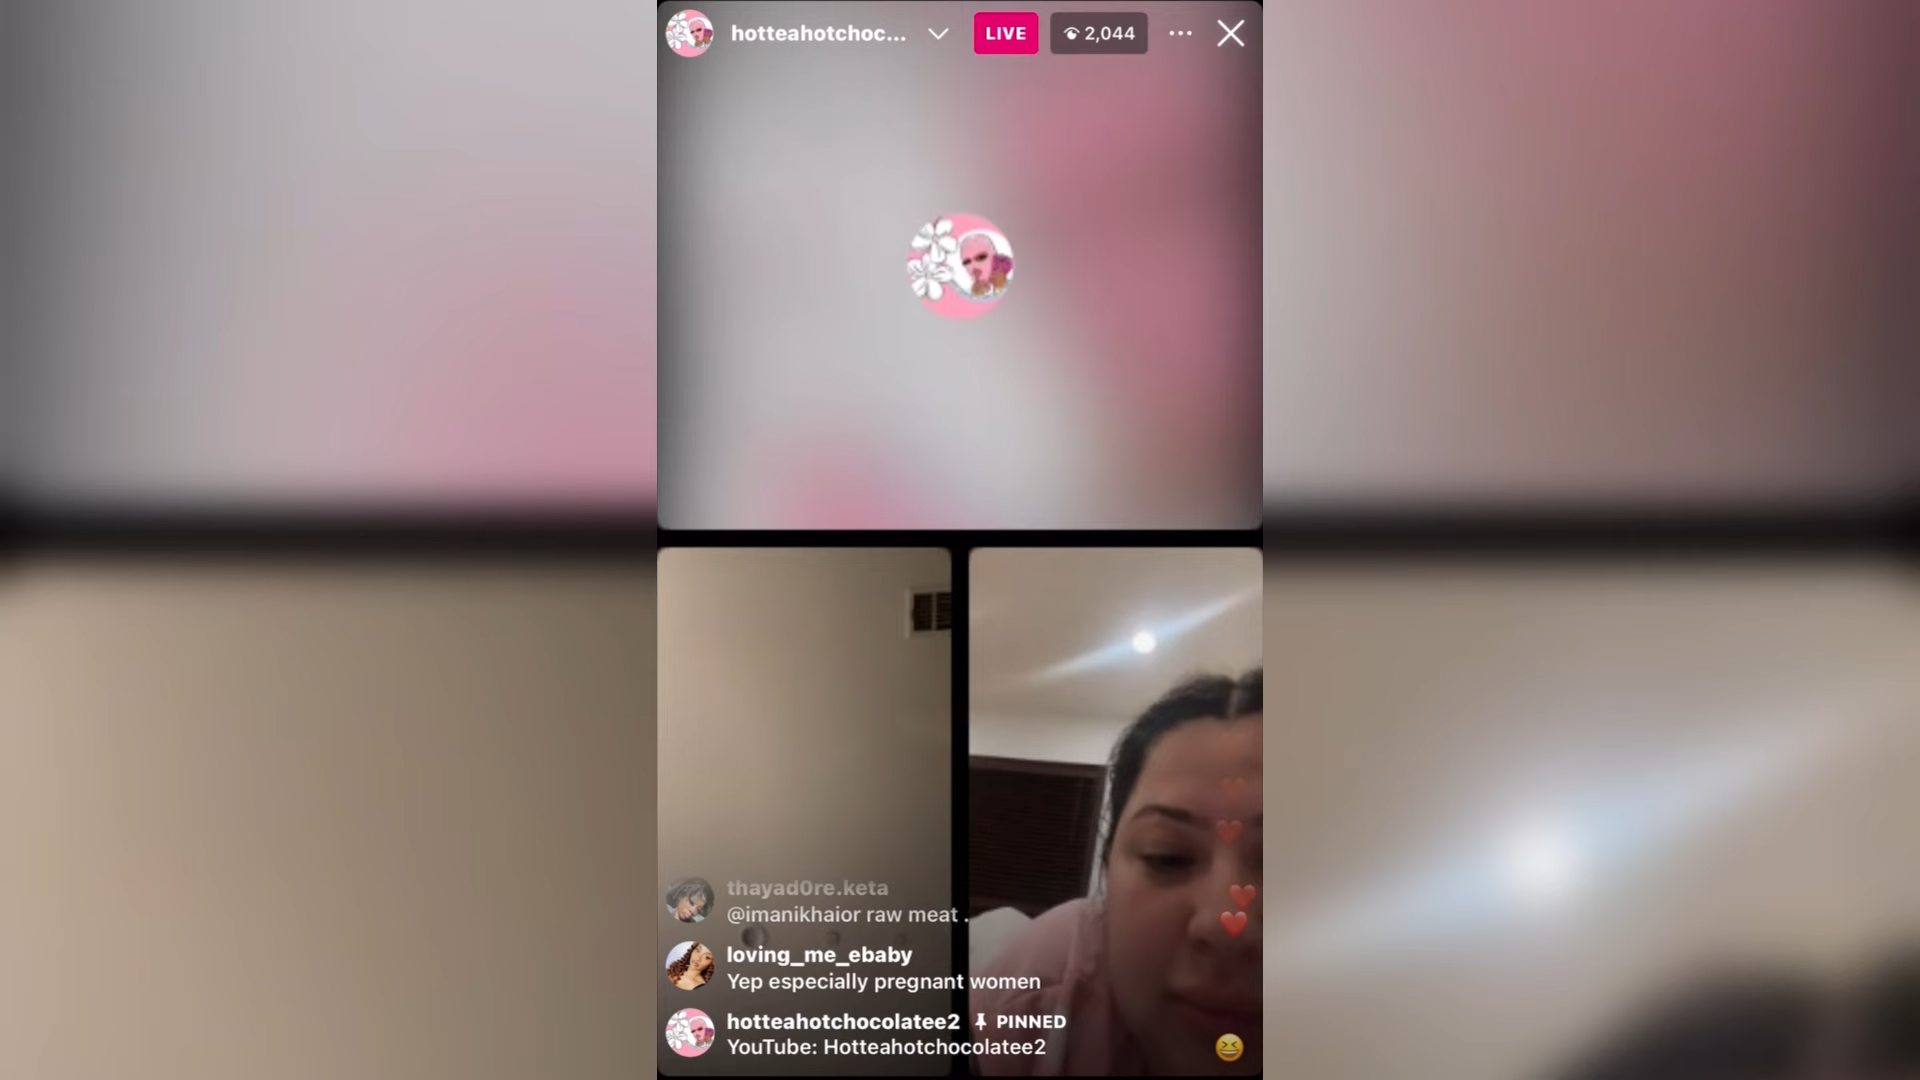 hotteahotchoc...
LIVE
2,044
thayad0re.keta
@imanikhaior raw meat .
loving_me_ebaby
Yep especially pregnant women
hotteahotchocolatee2 PINNED
YouTube: Hotteahotchocolatee2